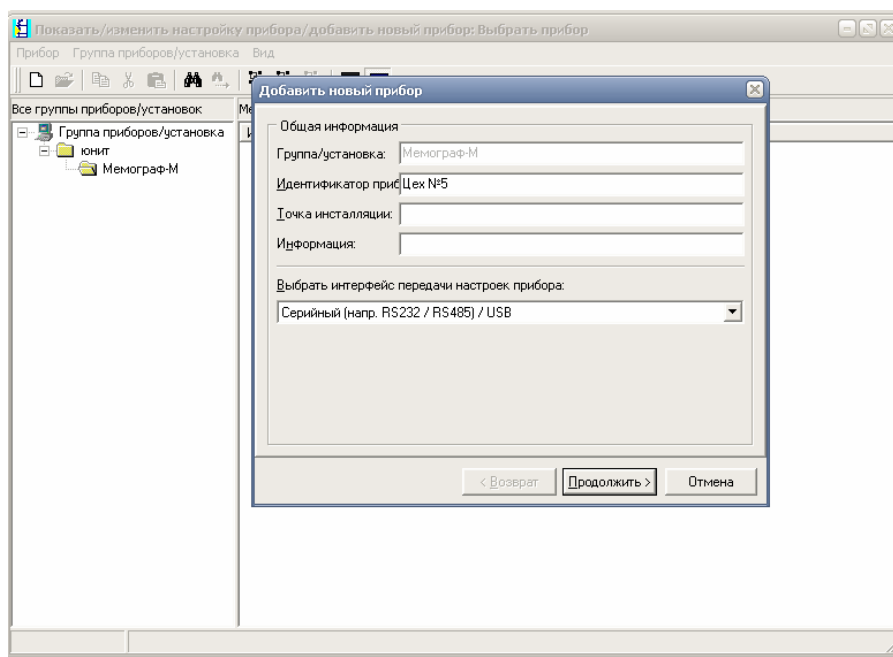 Показать/изменить настройку прибора/добавить новый прибор: Выбрать прибор
Прибор Группа приборов/установка Вид
Все группы приборов/установок
Группа приборов/установка
юнит
Мемограф-М
Добавить новый прибор
Общая информация
Группа/установка: Мемограф-М
Идентификатор приб Цех №5
Точка инсталляции:
Информация:
Выбрать интерфейс передачи настроек прибора:
Серийный (напр. RS232 / RS485) / USB
< Возврат Продолжить > Отмена